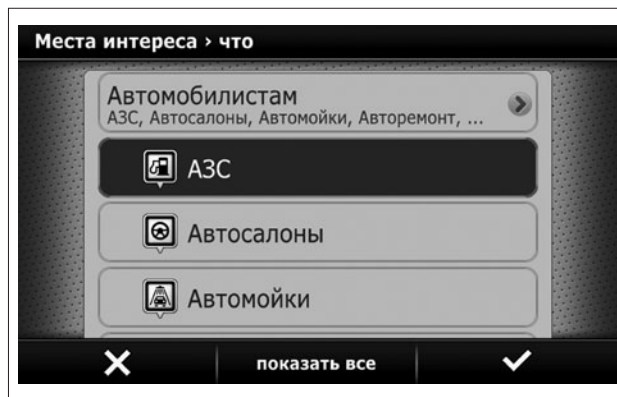 Места интереса › что
Автомобилистам
АЗС, Автосалоны, Автомойки, Авторемонт, ...
АЗС
Автосалоны
Автомойки
показать все